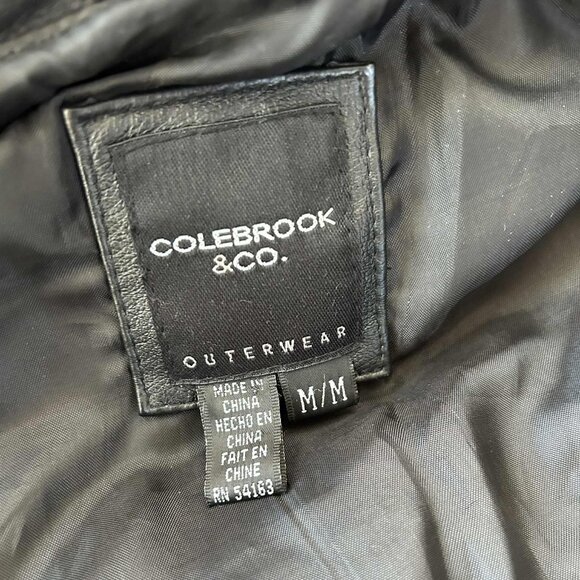 COLEBROOK
&CO.
OUTERWEAR
M/M
MADE IN
CHINA
HECHO EN
CHINA
FAIT EN
CHINE
RN 54163